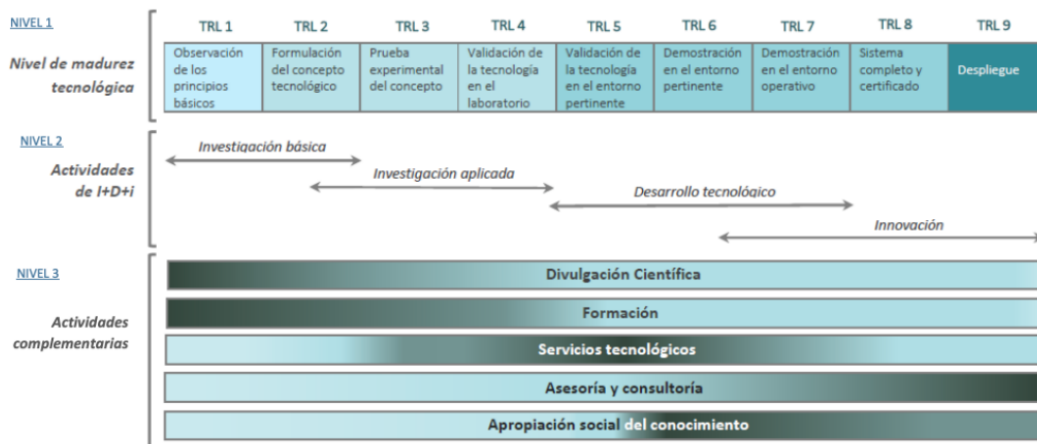 NIVEL 1
TRL 1 TRL 2 TRL 3 TRL 4 TRL 5 TRL 6 TRL 7 TRL 8 TRL 9
Nivel de madurez
tecnológica
Observación
de los
principios
básicos
Formulación
del concepto
tecnológico
Prueba
experimental
del concepto
Validación de
la tecnología
en el
laboratorio
Validación de
la tecnología
en el entorno
pertinente
Demostración
en el entorno
pertinente
Demostración
en el entorno
operativo
Sistema
completo y
certificado
Despliegue
NIVEL 2
Actividades
de I+D+i
Investigación básica
Investigación aplicada
Desarrollo tecnológico
Innovación
NIVEL 3
Actividades
complementarias
Divulgación Científica
Formación
Servicios tecnológicos
Asesoría y consultoría
Apropiación social del conocimiento